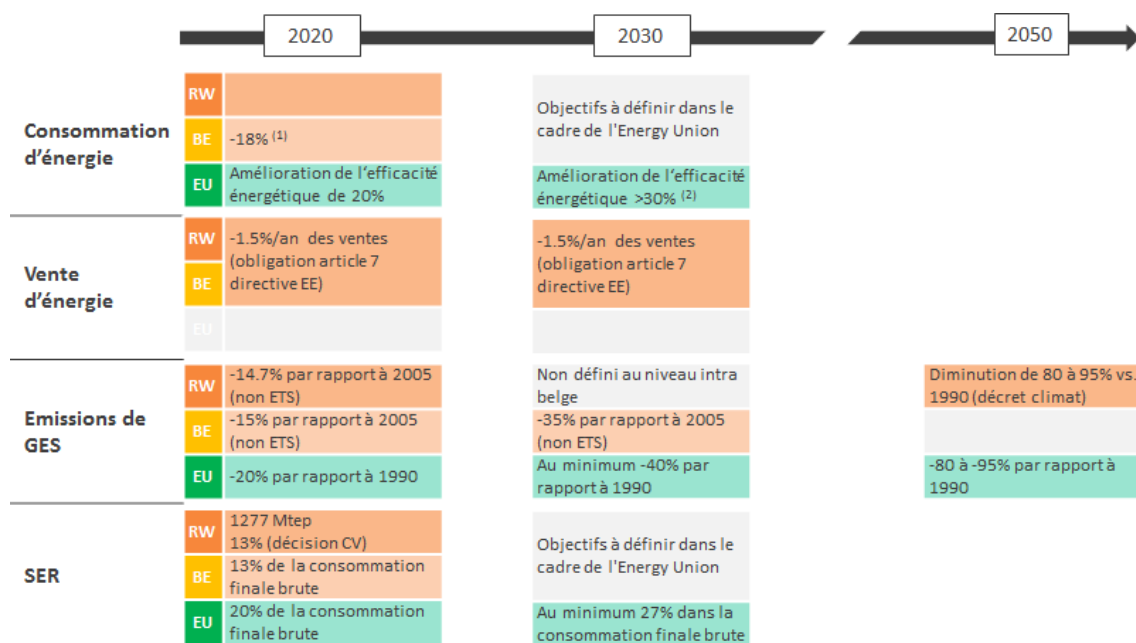 2020
2030
2050
Consommation
d'énergie
RW
BE
-18% (1)
EU
Amélioration de l'efficacité
énergétique de 20%
Objectifs à définir dans le
cadre de l'Energy Union
Amélioration de l'efficacité
énergétique >30% (2)
Vente
d'énergie
RW
BE
-1.5%/an des ventes
(obligation article 7
directive EE)
EU
-1.5%/an des ventes
(obligation article 7
directive EE)
Emissions de
GES
RW
-14.7% par rapport à 2005
(non ETS)
Non défini au niveau intra
belge
Diminution de 80 à 95% vs.
1990 (décret climat)
BE
-15% par rapport à 2005
(non ETS)
-35% par rapport à 2005
(non ETS)
EU
-20% par rapport à 1990
Au minimum -40% par
rapport à 1990
-80 à -95% par rapport à
1990
SER
RW
1277 Mtep
13% (décision CV)
BE
13% de la consommation
finale brute
Objectifs à définir dans le
cadre de l'Energy Union
EU
20% de la consommation
finale brute
Au minimum 27% dans la
consommation finale brute